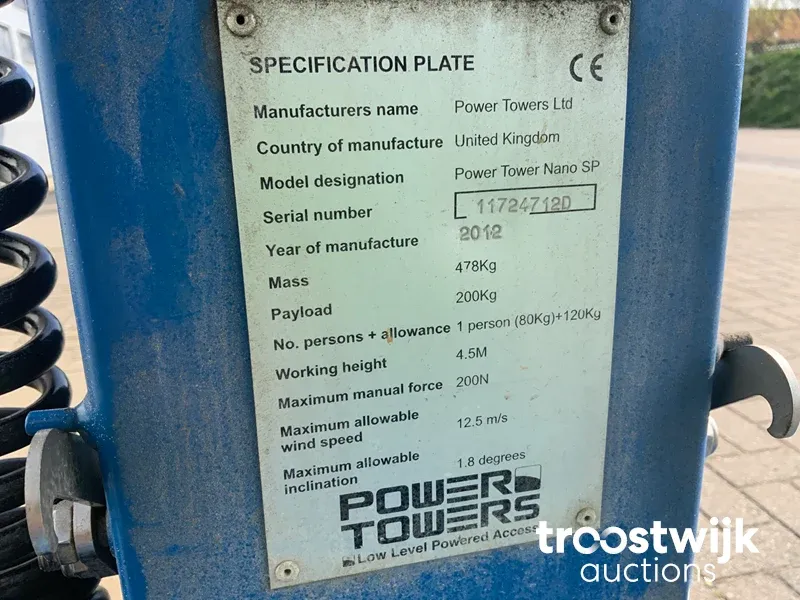 SPECIFICATION PLATE CE
Manufacturers name Power Towers Ltd
Country of manufacture United Kingdom
Model designation Power Tower Nano SP
Serial number 11724712D
Year of manufacture 2012
Mass 478Kg
Payload 200Kg
No. persons + allowance 1 person (80Kg)+120Kg
Working height 4.5M
Maximum manual force 200N
Maximum allowable
wind speed 12.5 m/s
Maximum allowable
inclination 1.8 degrees
POWER
TOWERS
Low Level Powered Access
troostwijk
auctions